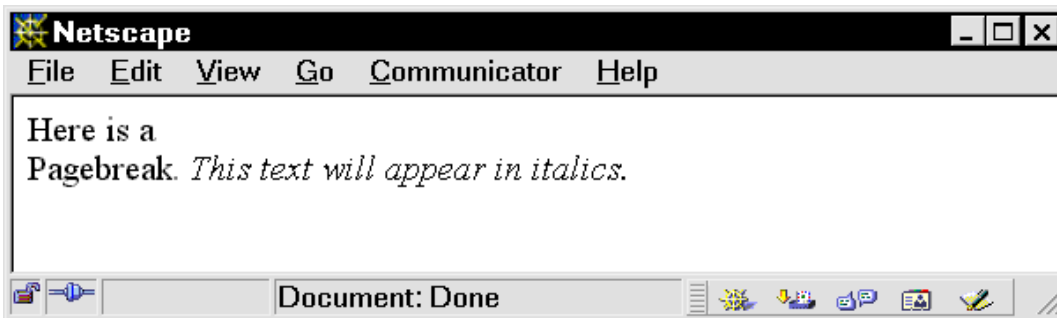 Netscape
File Edit View Go Communicator Help
Here is a
Pagebreak. This text will appear in italics.
Document: Done